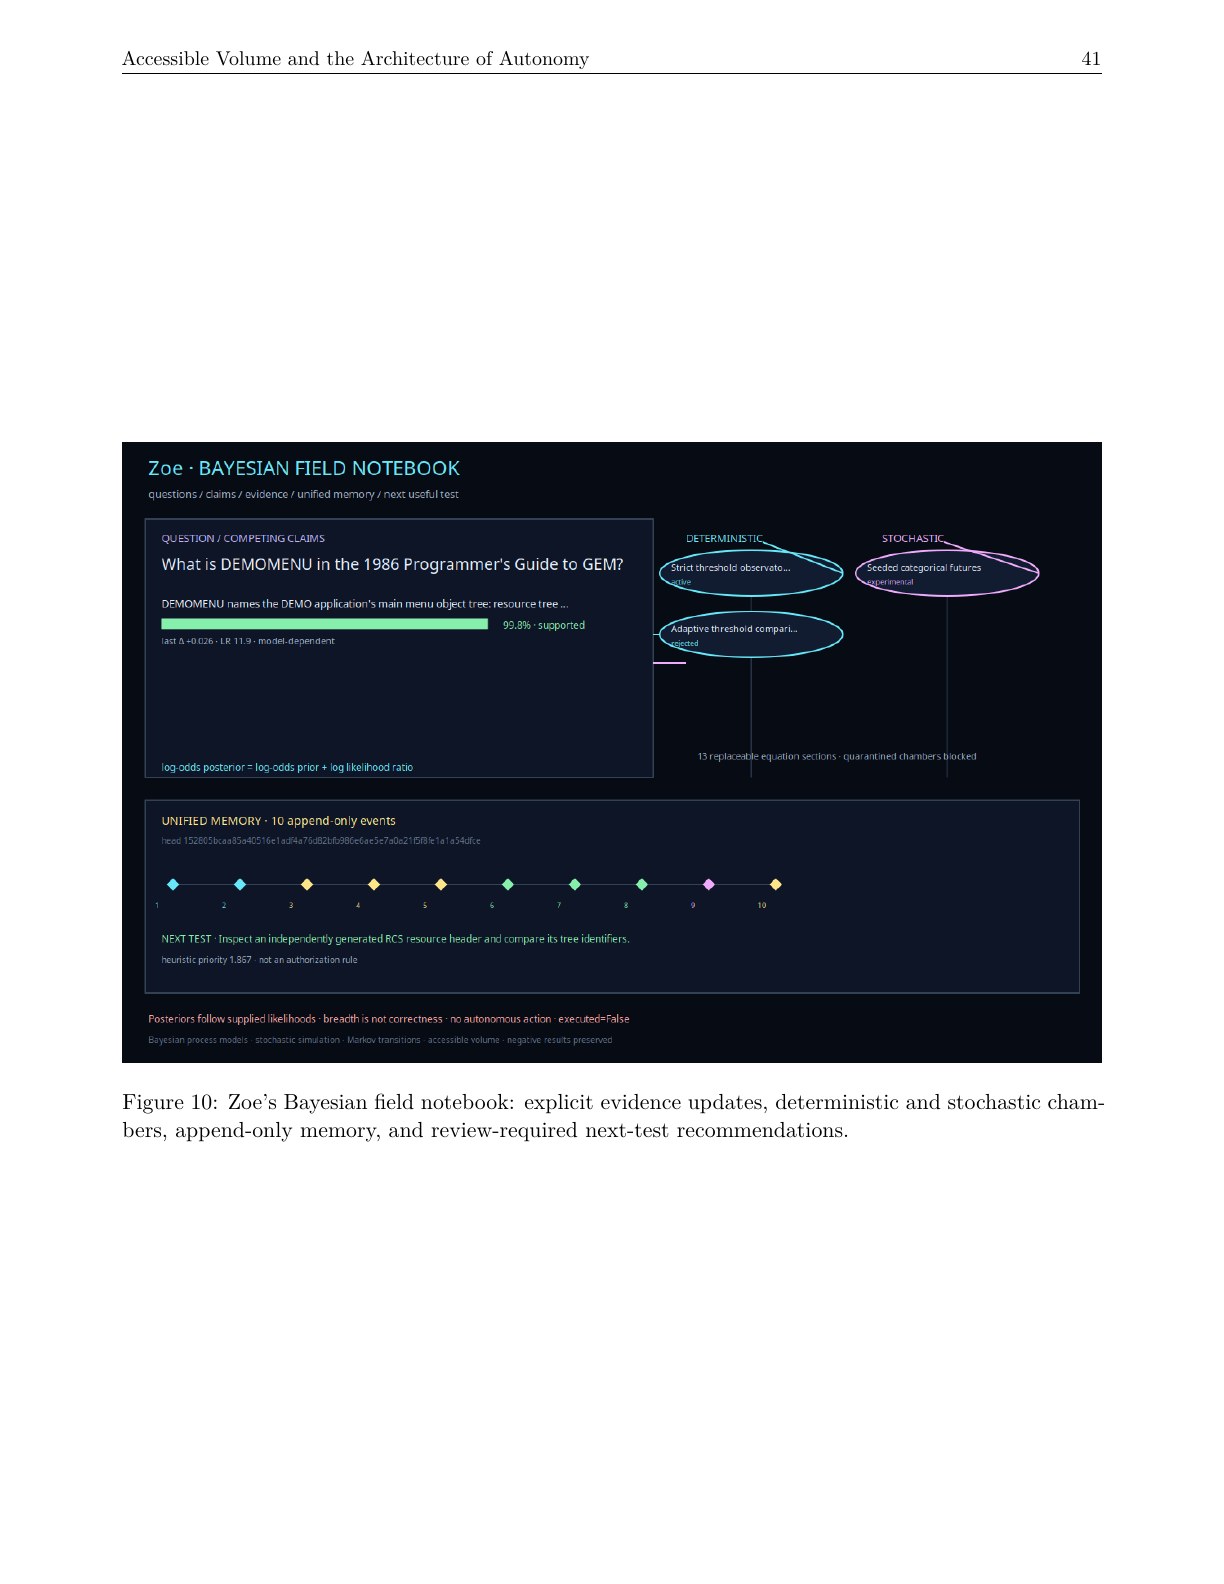 Accessible Volume and the Architecture of Autonomy 41
Zoe · BAYESIAN FIELD NOTEBOOK
questions / claims / evidence / unified memory / next useful test
QUESTION / COMPETING CLAIMS
What is DEMOMENU in the 1986 Programmer's Guide to GEM?
DEMOMENU names the DEMO application's main menu object tree: resource tree ...
99.8% · supported
last Δ +0.026 · LR 11.9 · model-dependent
log-odds posterior = log-odds prior + log likelihood ratio
DETERMINISTIC
Strict threshold observato...
active
Adaptive threshold compari...
rejected
STOCHASTIC
Seeded categorical futures
experimental
13 replaceable equation sections · quarantined chambers blocked
UNIFIED MEMORY · 10 append-only events
head
1 2 3 4 5 6 7 8 9 10
NEXT TEST · Inspect an independently generated RCS resource header and compare its tree identifiers.
heuristic priority 1.867 · not an authorization rule
Posteriors follow supplied likelihoods · breadth is not correctness · no autonomous action · executed=False
Bayesian process models · stochastic simulation · Markov transitions · accessible volume · negative results preserved
Figure 10: Zoe's Bayesian field notebook: explicit evidence updates, deterministic and stochastic cham-
bers, append-only memory, and review-required next-test recommendations.